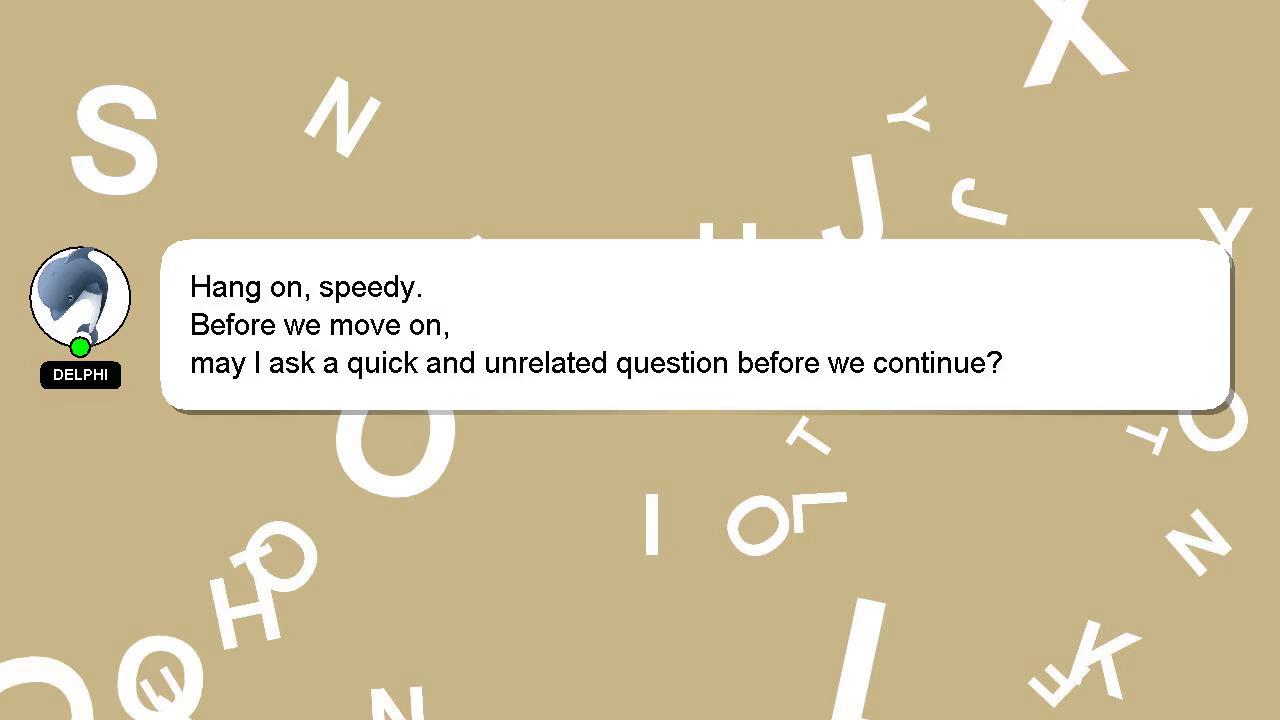 Hang on, speedy.
Before we move on,
may I ask a quick and unrelated question before we continue?
DELPHI
S
N
X
Y
J
J
Y
O
T
T
O
I
O
L
N
O
T
H
K
E
O
N